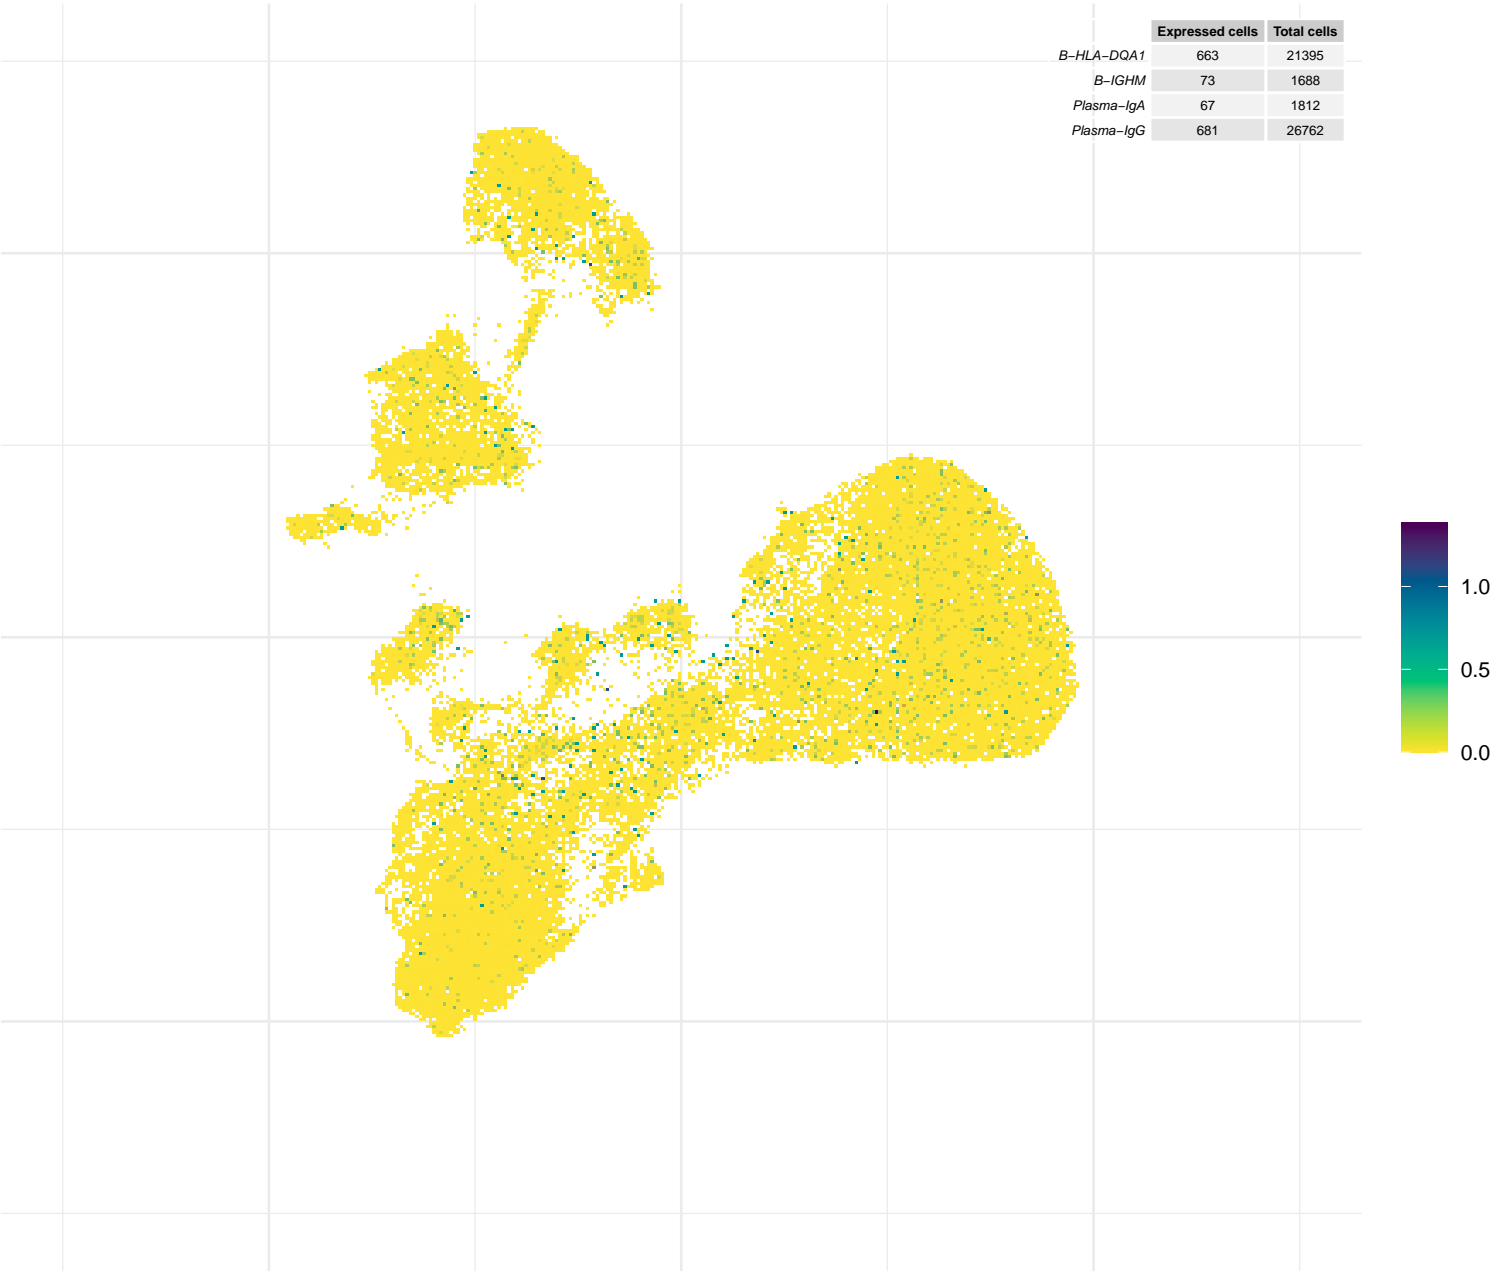 Expressed cells Total cells
B−HLA−DQA1 663 21395
B−IGHM 73 1688
Plasma−IgA 67 1812
Plasma−IgG 681 26762
1.0
0.5
0.0